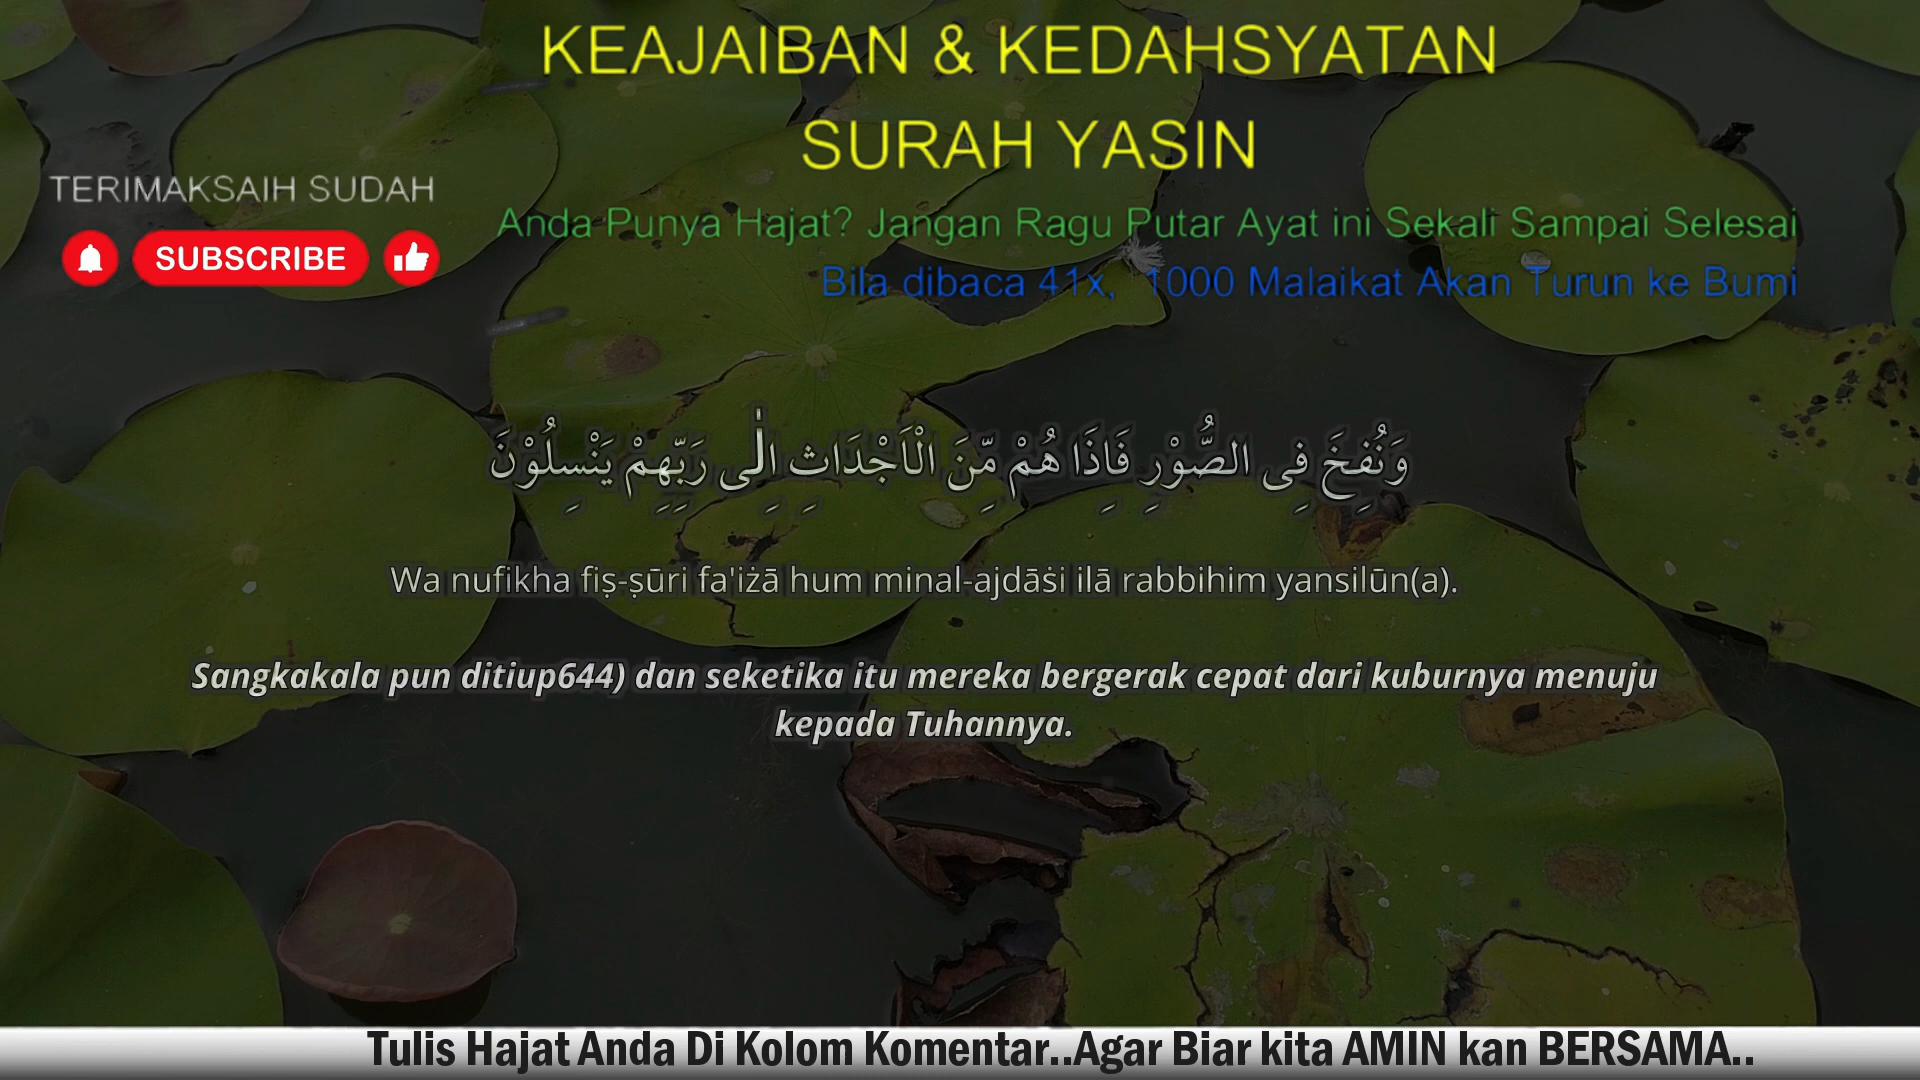 KEAJAIBAN & KEDAHSYATAN
SURAH YASIN
TERIMAKSAIH SUDAH
SUBSCRIBE
Anda Punya Hajat? Jangan Ragu Putar Ayat ini Sekali Sampai Selesai
Bila dibaca 41x, 1000 Malaikat Akan Turun ke Bumi
وَنُفِخَ فِى الصُّوْرِ فَاِذَا هُمْ مِّنَ الْاَجْدَاثِ اِلٰى رَبِّهِمْ يَنْسِلُوْنَ
Wa nufikha fiṣ-ṣūri fa'iżā hum minal-ajdāṡi ilā rabbihim yansilūn(a).
Sangkakala pun ditiup644) dan seketika itu mereka bergerak cepat dari kuburnya menuju
kepada Tuhannya.
Tulis Hajat Anda Di Kolom Komentar..Agar Biar kita AMIN kan BERSAMA..